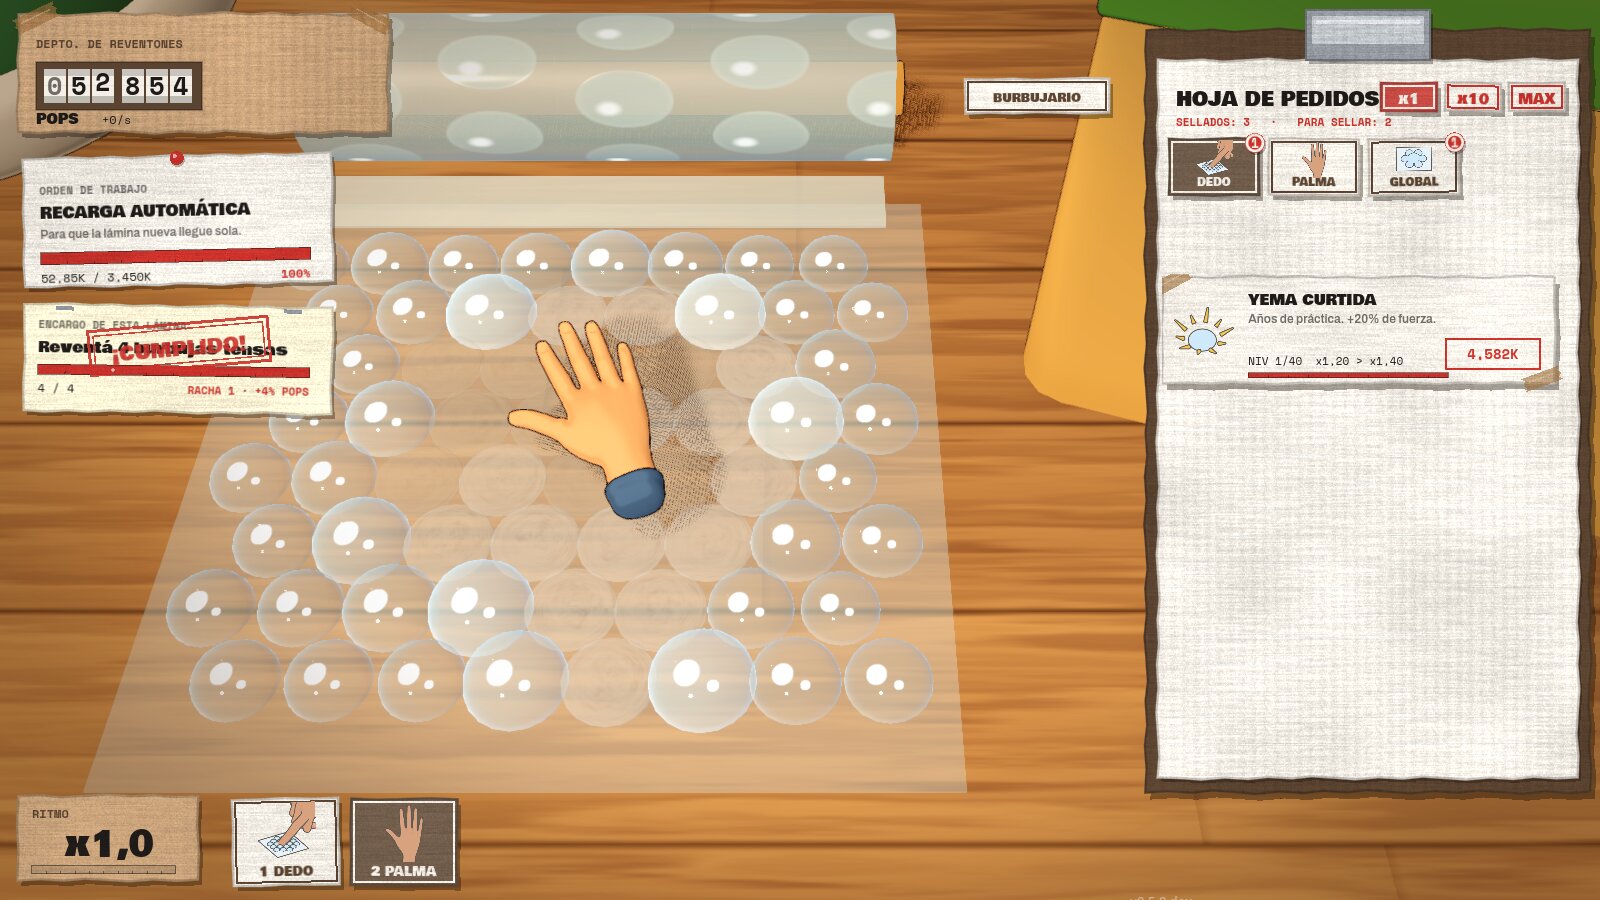 DEPTO. DE REVENTONES
052 854
POPS +0/s
ORDEN DE TRABAJO
RECARGA AUTOMÁTICA
Para que la lámina nueva llegue sola.
52,85K / 3,450K 100%
ENCARGO DE ESTA LÁMINA
Reventá 4 burbujas tensas
¡CUMPLIDO!
4 / 4 RACHA 1 · +4% POPS
BURBUJARIO
HOJA DE PEDIDOS x1 x10 MAX
SELLADOS: 3 · PARA SELLAR: 2
1
1
DEDO PALMA GLOBAL
YEMA CURTIDA
Años de práctica. +20% de fuerza.
NIV 1/40 x1,20 > x1,40 4,582K
RITMO
x1,0
1 DEDO 2 PALMA